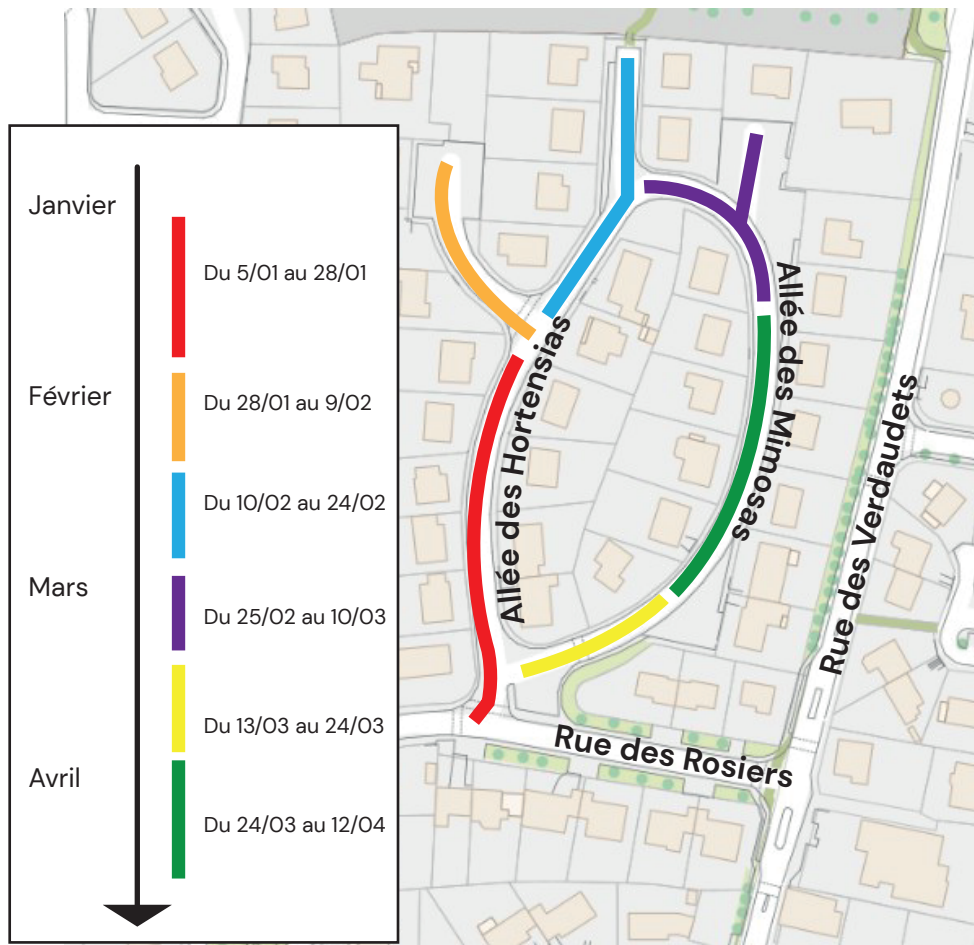 Janvier
Du 5/01 au 28/01
Février
Du 28/01 au 9/02
Du 10/02 au 24/02
Mars
Du 25/02 au 10/03
Du 13/03 au 24/03
Avril
Du 24/03 au 12/04
Allée des Hortensias
Allée des Mimosas
Rue des Verdaudets
Rue des Rosiers